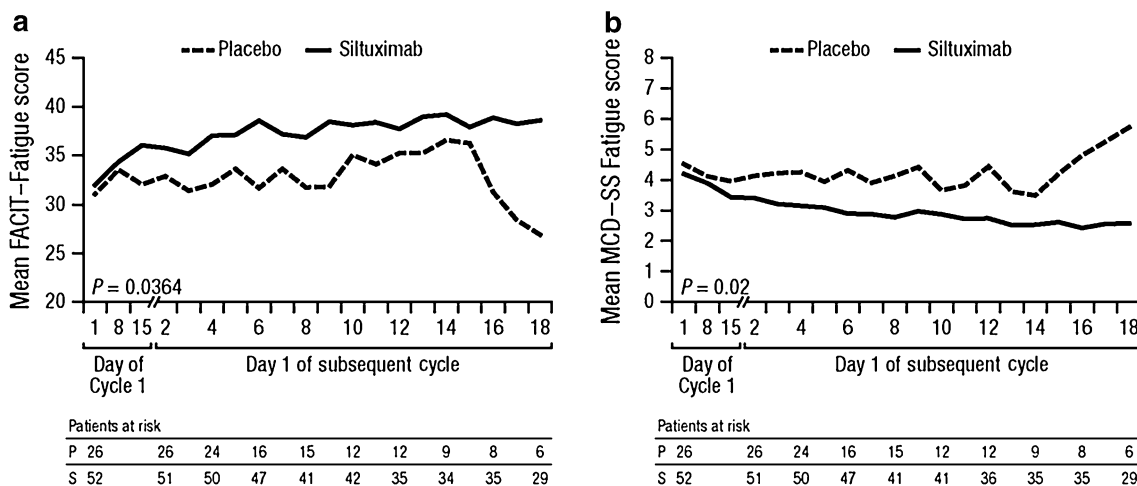 a
Placebo Siltuximab
Mean FACIT–Fatigue score
45
40
35
30
25
20
P = 0.0364
1 8 15 2 4 6 8 10 12 14 16 18
Day of Cycle 1
Day 1 of subsequent cycle
Patients at risk
P 26 26 24 16 15 12 12 9 8 6
S 52 51 50 47 41 42 35 34 35 29
b
Placebo Siltuximab
Mean MCD–SS Fatigue score
8
7
6
5
4
3
2
1
0
P = 0.02
1 8 15 2 4 6 8 10 12 14 16 18
Day of Cycle 1
Day 1 of subsequent cycle
Patients at risk
P 26 26 24 16 15 12 12 9 8 6
S 52 51 50 47 41 41 36 35 35 29